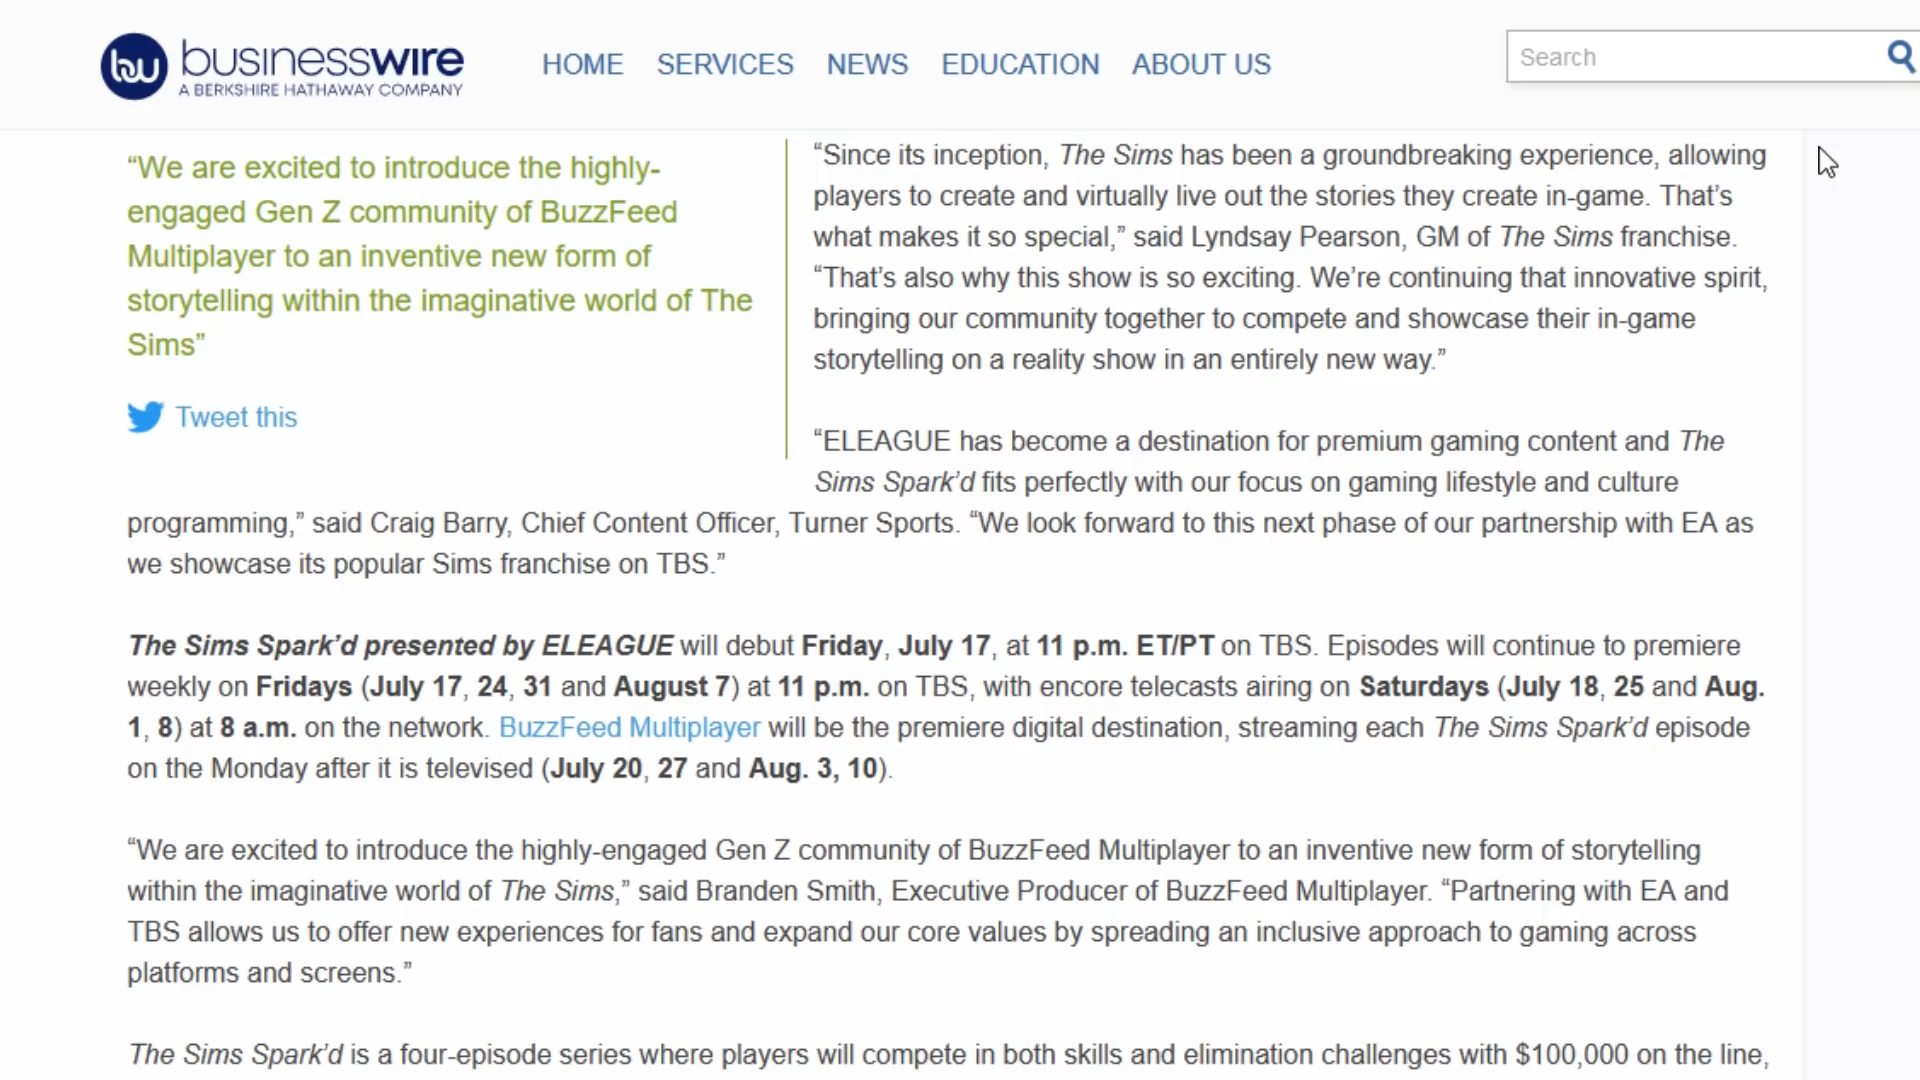 businesswire
A BERKSHIRE HATHAWAY COMPANY
HOME SERVICES NEWS EDUCATION ABOUT US
Search
“We are excited to introduce the highly-
engaged Gen Z community of BuzzFeed
Multiplayer to an inventive new form of
storytelling within the imaginative world of The
Sims”
Tweet this
“Since its inception, The Sims has been a groundbreaking experience, allowing
players to create and virtually live out the stories they create in-game. That’s
what makes it so special,” said Lyndsay Pearson, GM of The Sims franchise.
“That’s also why this show is so exciting. We’re continuing that innovative spirit,
bringing our community together to compete and showcase their in-game
storytelling on a reality show in an entirely new way.”
“ELEAGUE has become a destination for premium gaming content and The
Sims Spark’d fits perfectly with our focus on gaming lifestyle and culture
programming,” said Craig Barry, Chief Content Officer, Turner Sports. “We look forward to this next phase of our partnership with EA as
we showcase its popular Sims franchise on TBS.”
The Sims Spark’d presented by ELEAGUE will debut Friday, July 17, at 11 p.m. ET/PT on TBS. Episodes will continue to premiere
weekly on Fridays (July 17, 24, 31 and August 7) at 11 p.m. on TBS, with encore telecasts airing on Saturdays (July 18, 25 and Aug.
1, 8) at 8 a.m. on the network. BuzzFeed Multiplayer will be the premiere digital destination, streaming each The Sims Spark’d episode
on the Monday after it is televised (July 20, 27 and Aug. 3, 10).
“We are excited to introduce the highly-engaged Gen Z community of BuzzFeed Multiplayer to an inventive new form of storytelling
within the imaginative world of The Sims,” said Branden Smith, Executive Producer of BuzzFeed Multiplayer. “Partnering with EA and
TBS allows us to offer new experiences for fans and expand our core values by spreading an inclusive approach to gaming across
platforms and screens.”
The Sims Spark’d is a four-episode series where players will compete in both skills and elimination challenges with $100,000 on the line,